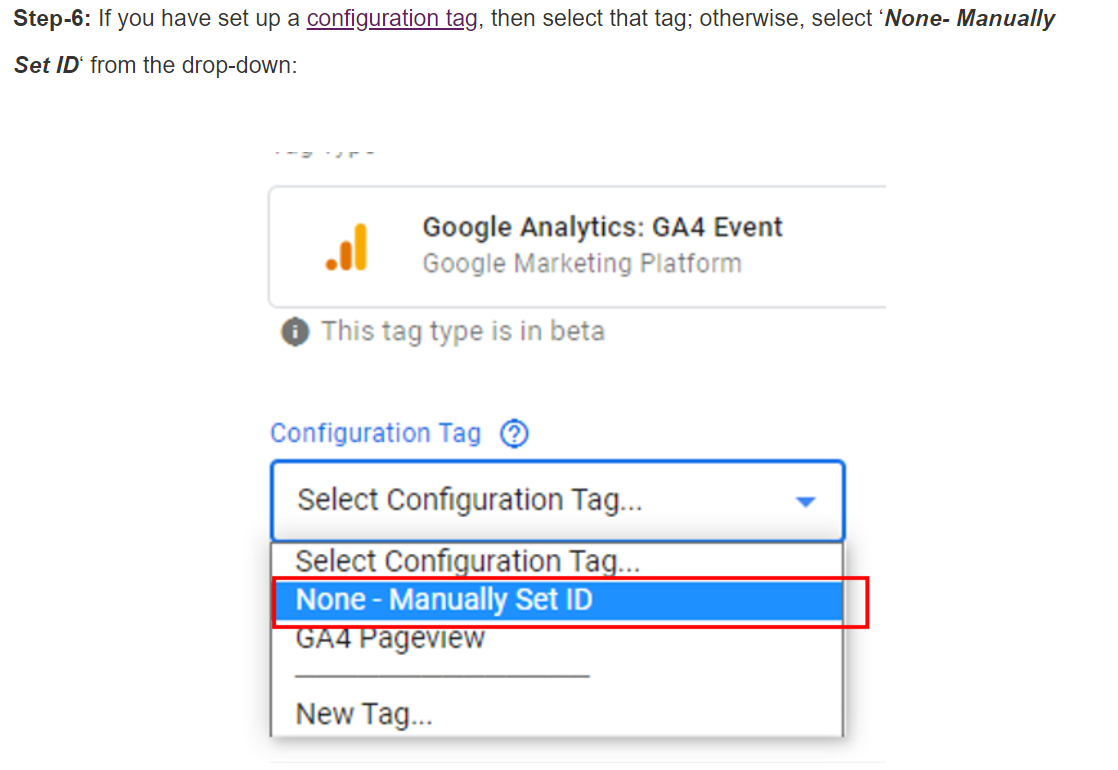 Step-6: If you have set up a configuration tag, then select that tag; otherwise, select ‘None- Manually
Set ID‘ from the drop-down:
Google Analytics: GA4 Event
Google Marketing Platform
This tag type is in beta
Configuration Tag
Select Configuration Tag...
Select Configuration Tag...
None - Manually Set ID
GA4 Pageview
New Tag...